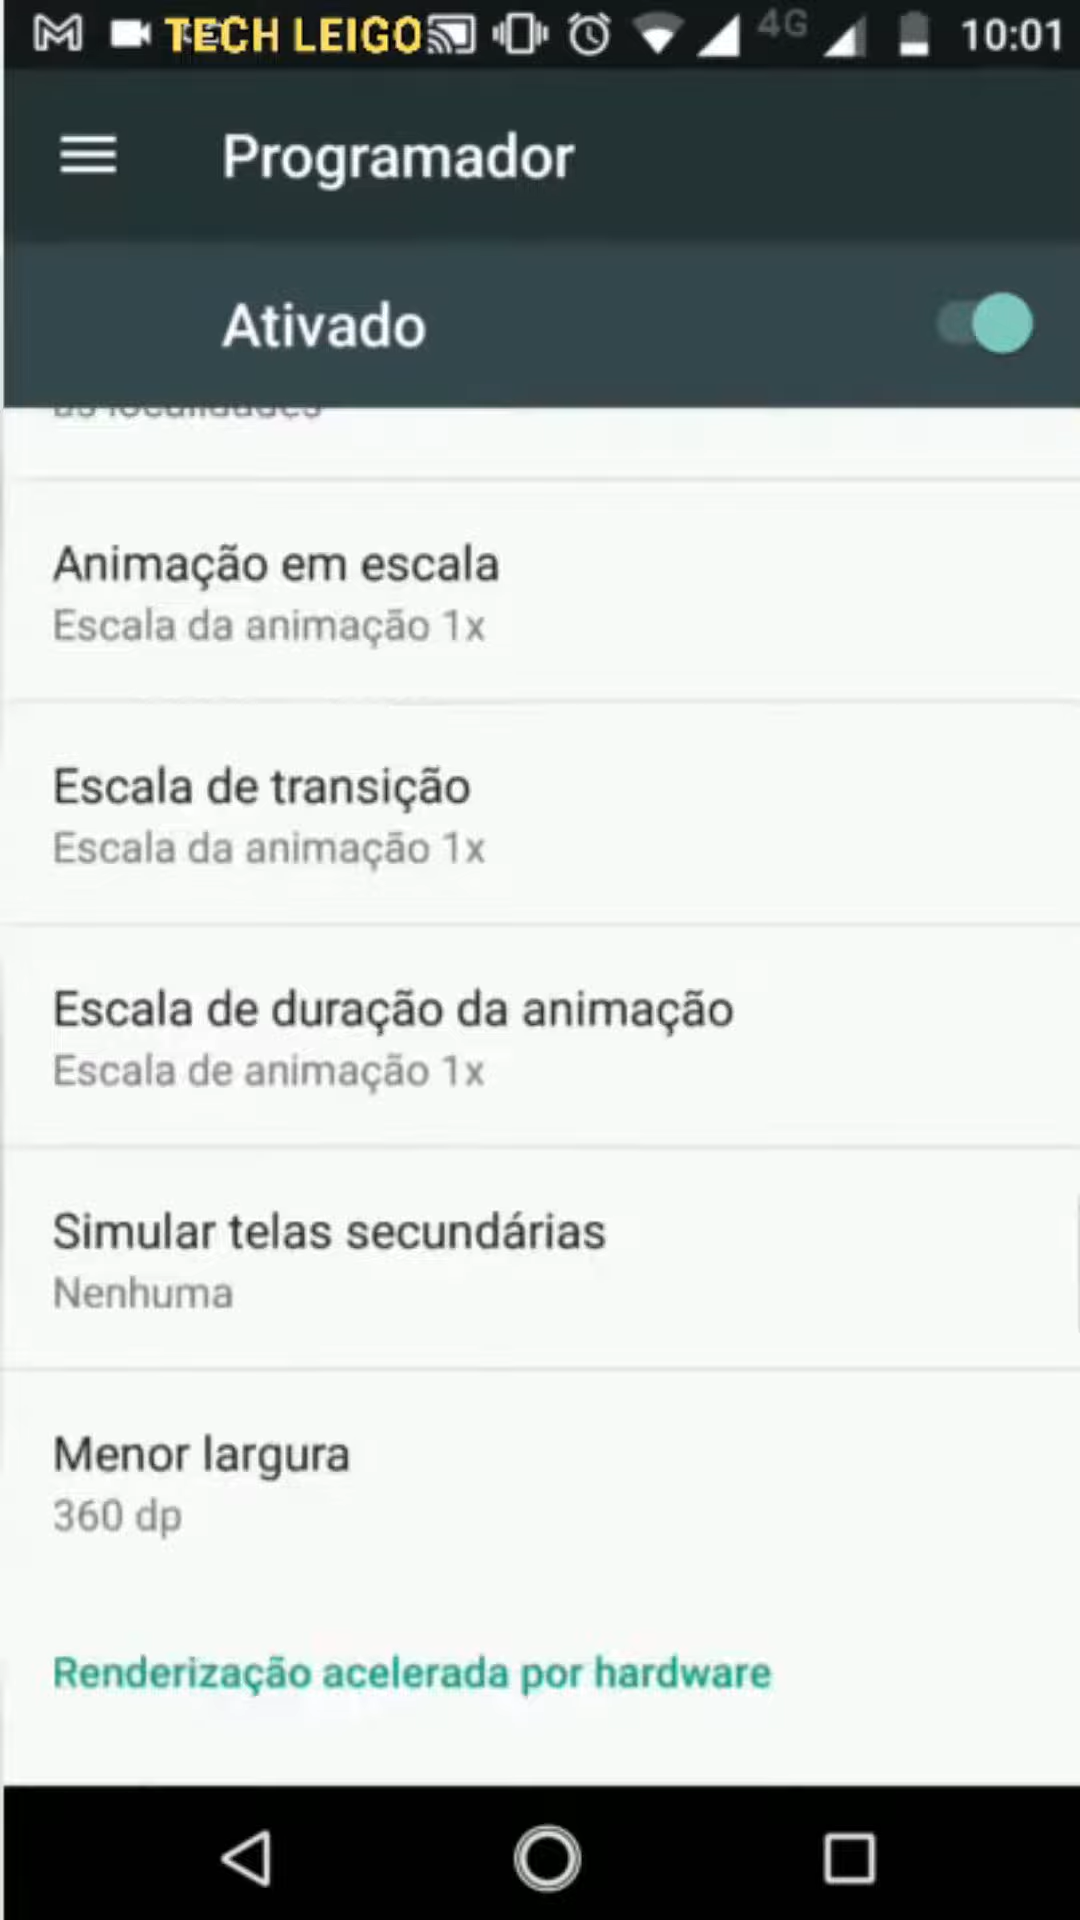 TECH LEIGO
4G
10:01
Programador
Ativado
as localidades
Animação em escala
Escala da animação 1x
Escala de transição
Escala da animação 1x
Escala de duração da animação
Escala de animação 1x
Simular telas secundárias
Nenhuma
Menor largura
360 dp
Renderização acelerada por hardware